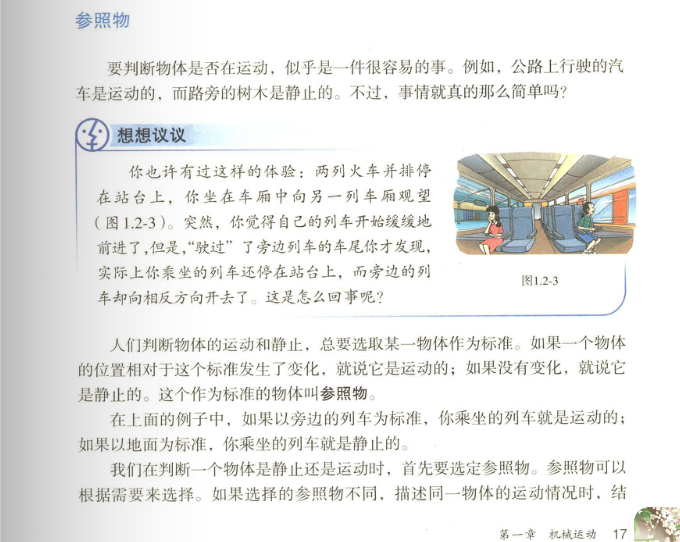 参照物
要判断物体是否在运动，似乎是一件很容易的事。例如，公路上行驶的汽
车是运动的，而路旁的树木是静止的。不过，事情就真的那么简单吗？
想想议议
你也许有过这样的体验：两列火车并排停
在站台上，你坐在车厢中向另一列车厢观望
（图1.2-3）。突然，你觉得自己的列车开始缓缓地
前进了,但是,“驶过”了旁边列车的车尾你才发现，
实际上你乘坐的列车还停在站台上，而旁边的列
车却向相反方向开去了。这是怎么回事呢？
图1.2-3
人们判断物体的运动和静止，总要选取某一物体作为标准。如果一个物体
的位置相对于这个标准发生了变化，就说它是运动的；如果没有变化，就说它
是静止的。这个作为标准的物体叫参照物。
在上面的例子中，如果以旁边的列车为标准，你乘坐的列车就是运动的；
如果以地面为标准，你乘坐的列车就是静止的。
我们在判断一个物体是静止还是运动时，首先要选定参照物。参照物可以
根据需要来选择。如果选择的参照物不同，描述同一物体的运动情况时，结
第一章 机械运动 17